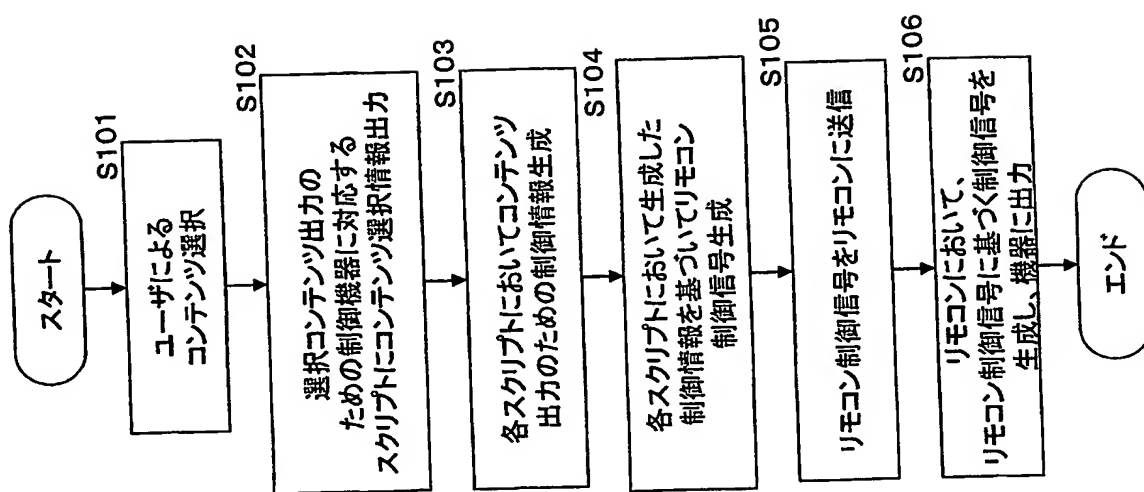 スタート
S101
ユーザによる
コンテンツ選択
S102
選択コンテンツ出力の
ための制御機器に対応する
スクリプトにコンテンツ選択情報出力
S103
各スクリプトにおいてコンテンツ
出力のための制御情報生成
S104
各スクリプトにおいて生成した
制御情報を基づいてリモコン
制御信号生成
S105
リモコン制御信号をリモコンに送信
S106
リモコンにおいて、
リモコン制御信号に基づく制御信号を
生成し、機器に出力
エンド